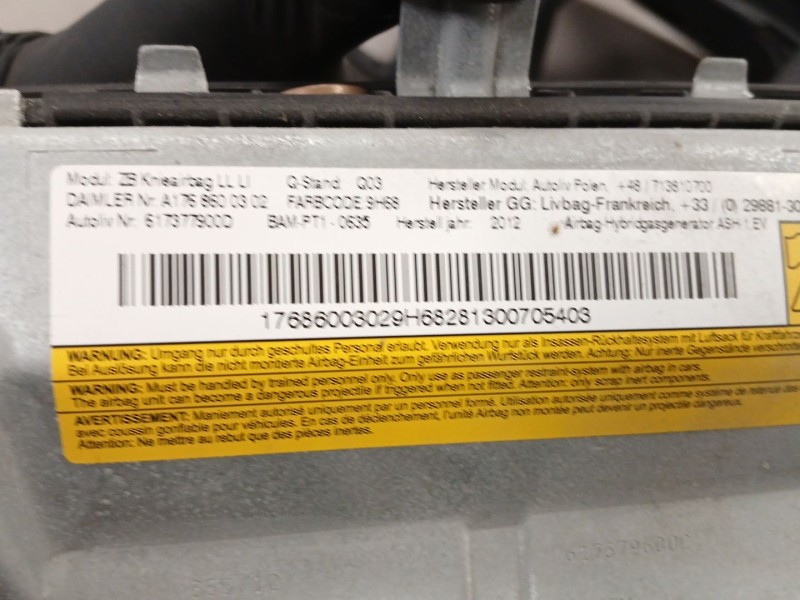 Modul: ZB Knieairbag LL LI Q-Stand: Q03 Hersteller Modul: Autoliv Polen, +48 / 713810700
DAIMLER Nr. A176 860 03 02 FARBCODE 9H68 Hersteller GG: Livbag-Frankreich, +33 / (0) 29881-30
Autoliv Nr. 617377900D BAM-PT1 - 0635 Herstell jahr: 2012 Airbag-Hybridgasgenerator ASH 1.EV
17686003029H68281300705403
WARNUNG: Umgang nur durch geschultes Personal erlaubt. Verwendung nur als Insassen-Rückhaltesystem mit Luftsack für Kraftfahrz
Bei Auslösung kann die nicht montierte Airbag-Einheit zum gefährlichen Wurfstück werden. Achtung: Nur inerte Gegenstände verschrotten
WARNING: Must be handled by trained personnel only. Only use as passenger restraint-system with airbag in cars.
The airbag unit can become a dangerous projectile if triggered when not fitted. Attention: only scrap inert components.
AVERTISSEMENT: Maniement autorisé uniquement par un personnel formé. Utilisation autorisée uniquement comme système de retenue des
avec coussin gonflable pour véhicules. En cas de déclenchement, l'unité Airbag non montée peut devenir un projectile dangereux.
Attention: Ne mettre au rebut que des pièces inertes.